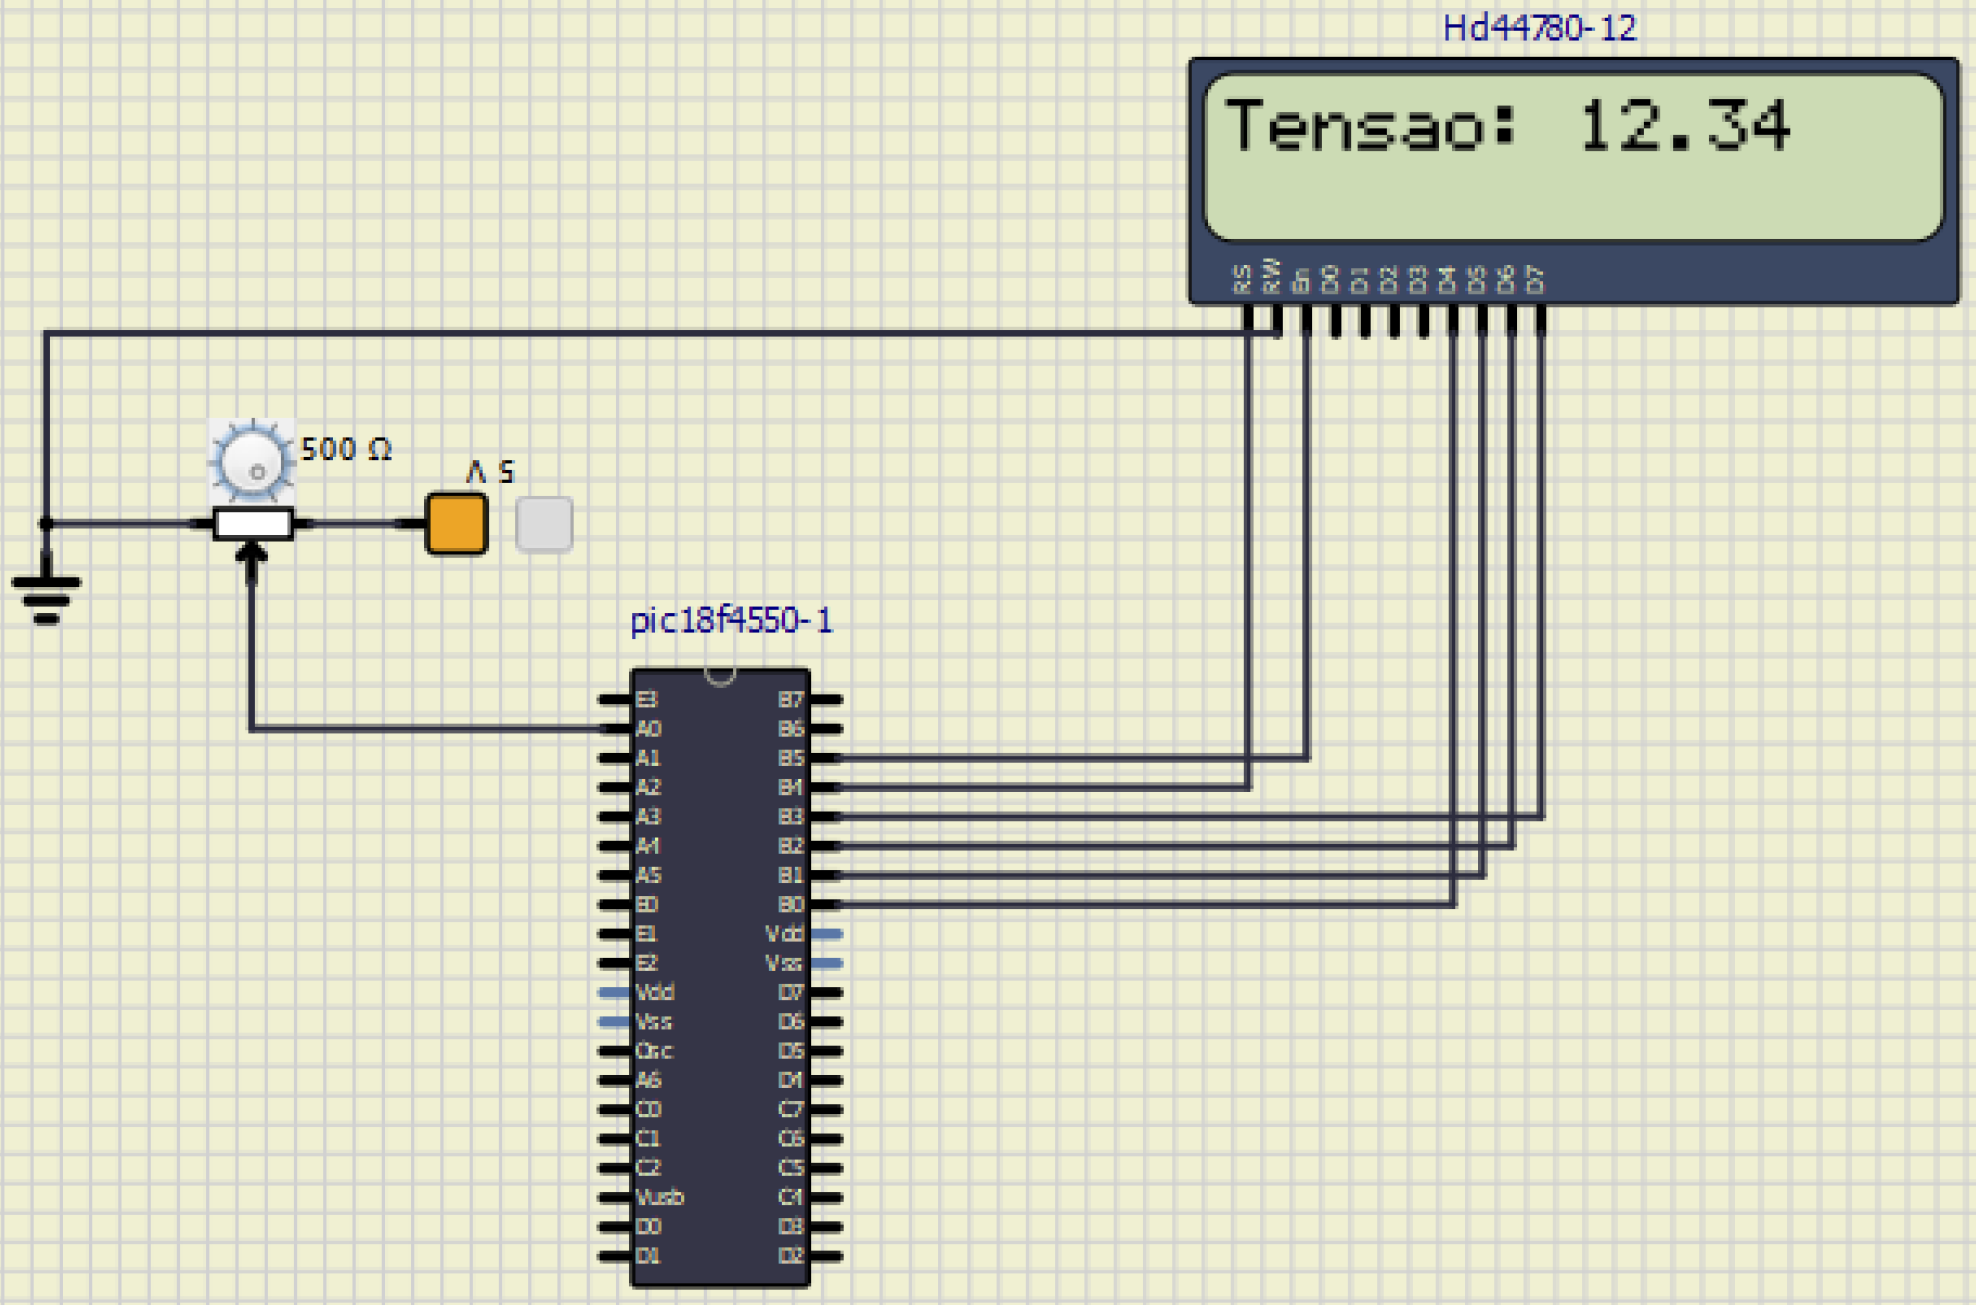 Hd44780-12
Tensao: 12.34
RS RW En D0 D1 D2 D3 D4 D5 D6 D7
500 Ω
5 V
pic18f4550-1
E3 B7
A0 B6
A1 B5
A2 B4
A3 B3
A4 B2
A5 B1
E0 B0
E1 Vdd
E2 Vss
Vdd D7
Vss D6
Osc D5
A6 D4
C0 C7
C1 C6
C2 C5
Vusb C4
D0 D3
D1 D2